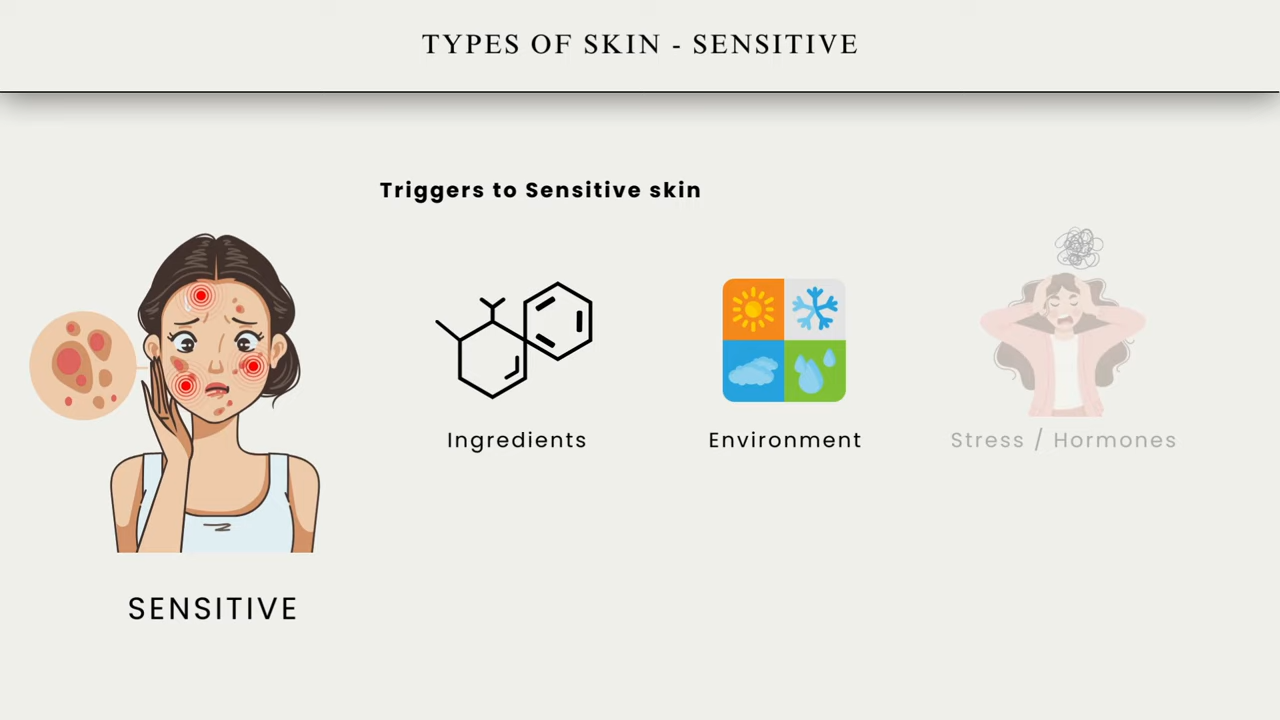 TYPES OF SKIN - SENSITIVE
Triggers to Sensitive skin
Ingredients
Environment
Stress / Hormones
SENSITIVE